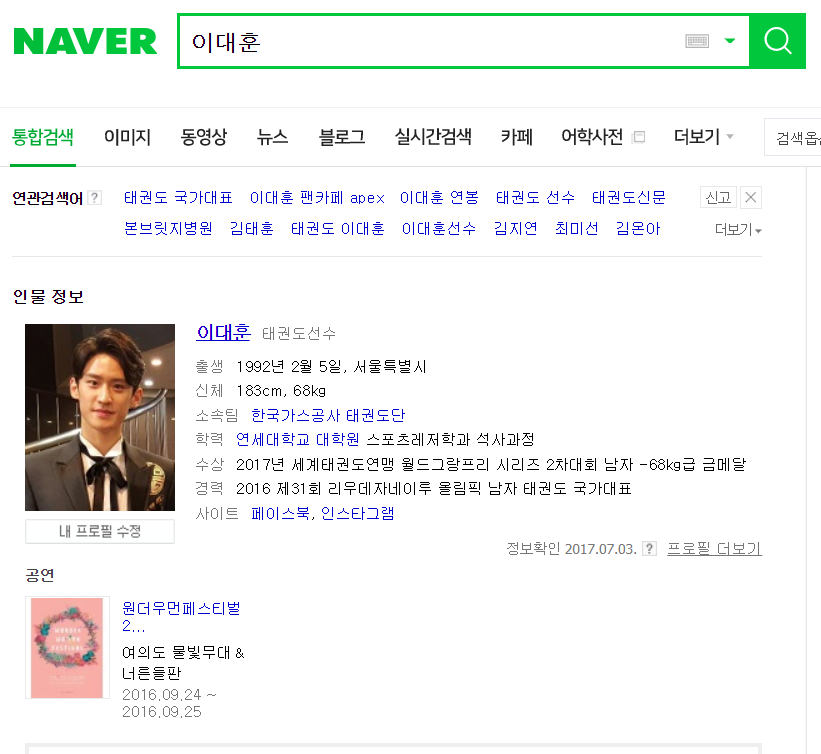 NAVER 이대훈
통합검색 이미지 동영상 뉴스 블로그 실시간검색 카페 어학사전 더보기 검색옵션
연관검색어 ? 태권도 국가대표 이대훈 팬카페 apex 이대훈 연봉 태권도 선수 태권도신문 신고
본브릿지병원 김태훈 태권도 이대훈 이대훈선수 김지연 최미선 김온아 더보기
인물 정보
이대훈 태권도선수
출생 1992년 2월 5일, 서울특별시
신체 183cm, 68kg
소속팀 한국가스공사 태권도단
학력 연세대학교 대학원 스포츠레저학과 석사과정
수상 2017년 세계태권도연맹 월드그랑프리 시리즈 2차대회 남자 -68kg급 금메달
경력 2016 제31회 리우데자네이루 올림픽 남자 태권도 국가대표
사이트 페이스북, 인스타그램
내 프로필 수정
정보확인 2017.07.03. ? 프로필 더보기
공연
원더우먼페스티벌
2...
여의도 물빛무대 &
너른들판
2016.09.24 ~
2016.09.25
WONDER
WOMAN
FESTIVAL